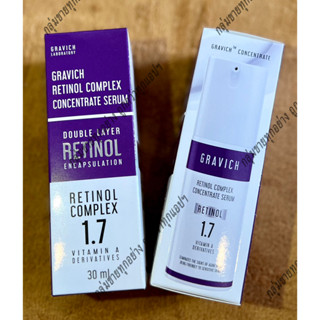 GRAVICH
LABORATORY
GRAVICH
RETINOL COMPLEX
CONCENTRATE SERUM
DOUBLE LAYER
RETINOL
ENCAPSULATION
RETINOL
COMPLEX
1.7
VITAMIN A
DERIVATIVES
30 ml
GRAVICH™ CONCENTRATE
GRAVICH
RETINOL COMPLEX
CONCENTRATE SERUM
RETINOL
1.7
VITAMIN A
DERIVATIVES